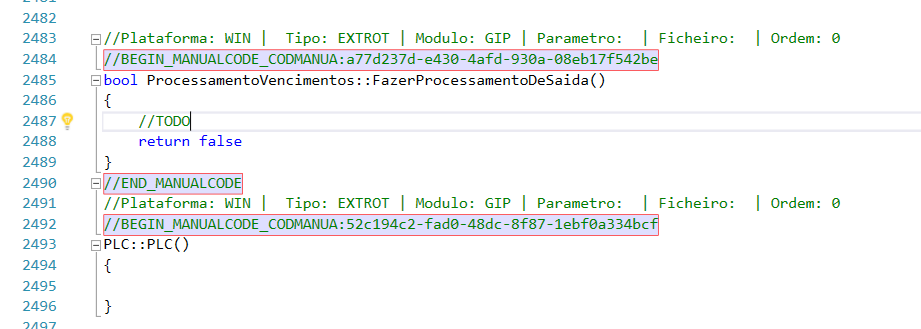 2481
2482
2483 //Plataforma: WIN |  Tipo: EXTROT | Modulo: GIP | Parametro:  | Ficheiro:  | Ordem: 0
2484 //BEGIN_MANUALCODE_CODMANUA:a77d237d-e430-4afd-930a-08eb17f542be
2485 bool ProcessamentoVencimentos::FazerProcessamentoDeSaida()
2486 {
2487     //TODO
2488     return false
2489 }
2490 //END_MANUALCODE
2491 //Plataforma: WIN |  Tipo: EXTROT | Modulo: GIP | Parametro:  | Ficheiro:  | Ordem: 0
2492 //BEGIN_MANUALCODE_CODMANUA:52c194c2-fad0-48dc-8f87-1ebf0a334bcf
2493 PLC::PLC()
2494 {
2495
2496 }
2497